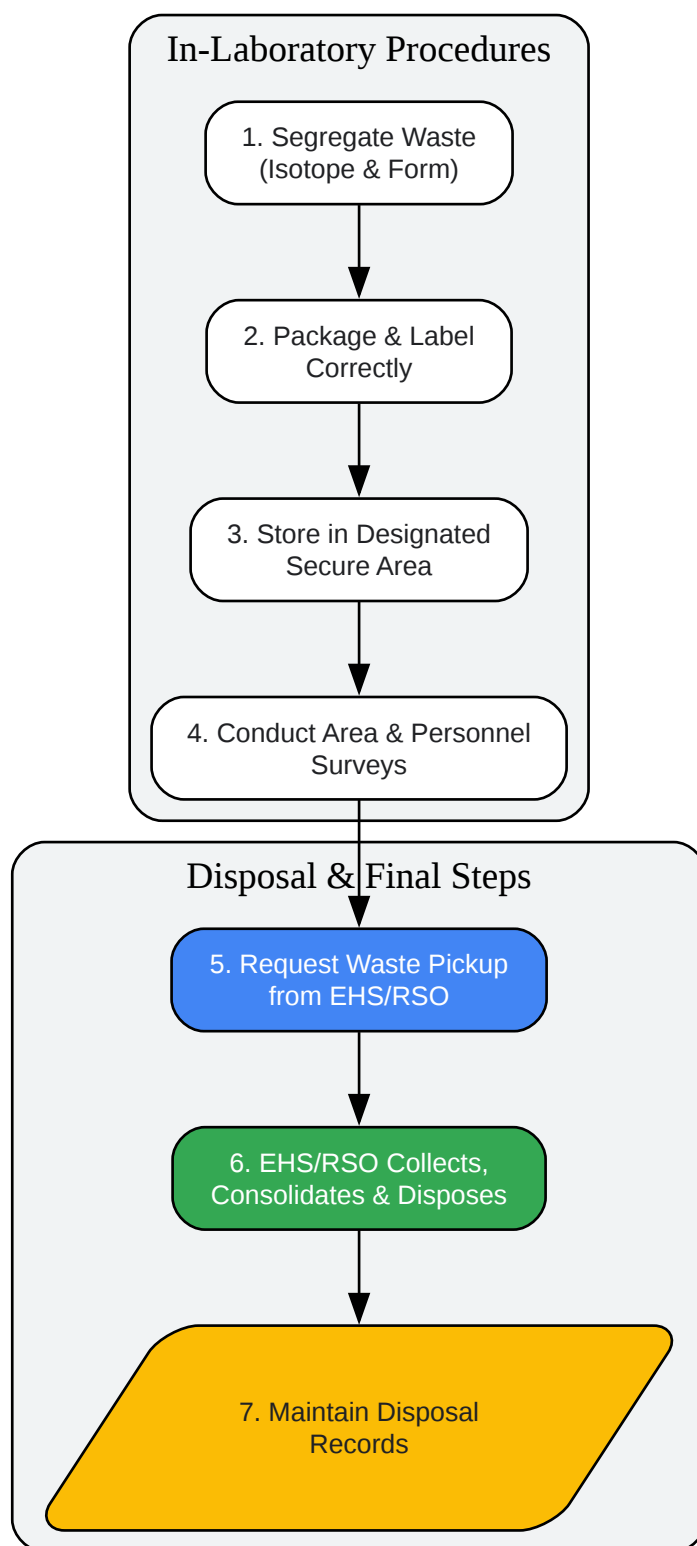 In-Laboratory Procedures
1. Segregate Waste
(Isotope & Form)
2. Package & Label
Correctly
3. Store in Designated
Secure Area
4. Conduct Area & Personnel
Surveys
Disposal & Final Steps
5. Request Waste Pickup
from EHS/RSO
6. EHS/RSO Collects,
Consolidates & Disposes
7. Maintain Disposal
Records